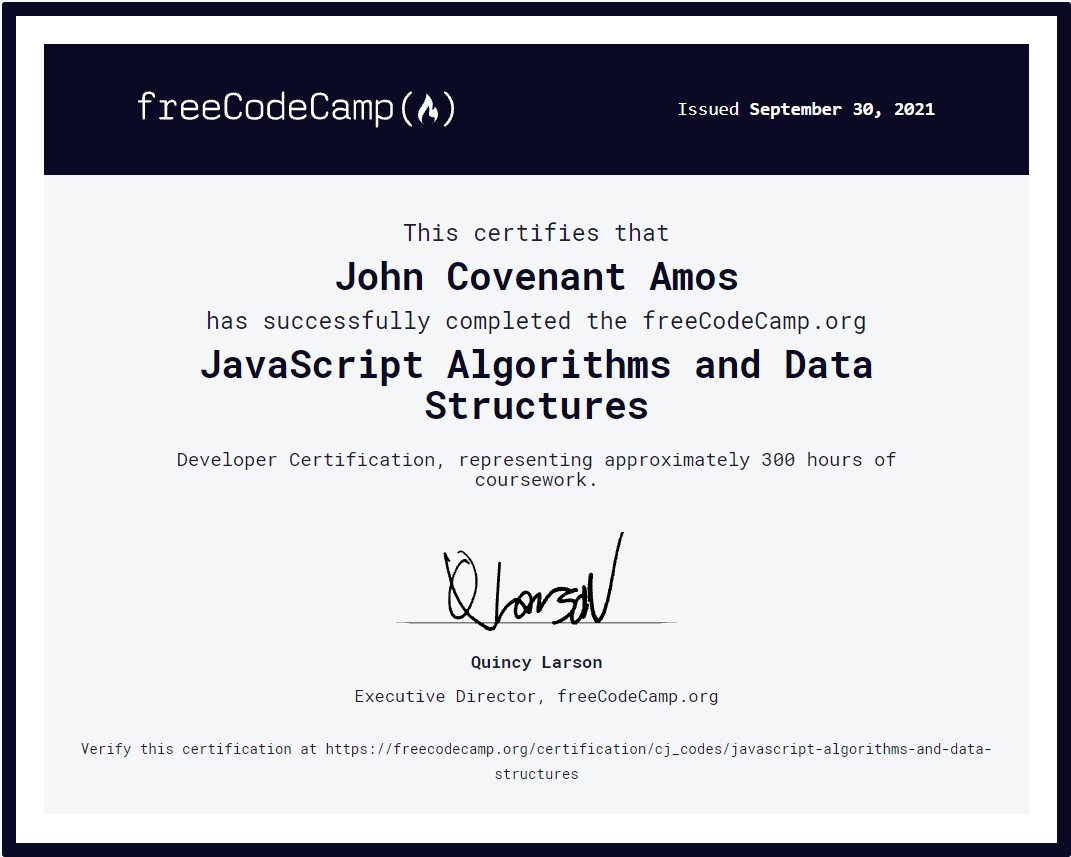 freeCodeCamp(🔥)
Issued September 30, 2021
This certifies that
John Covenant Amos
has successfully completed the freeCodeCamp.org
JavaScript Algorithms and Data
Structures
Developer Certification, representing approximately 300 hours of
coursework.
Q Larson
Quincy Larson
Executive Director, freeCodeCamp.org
Verify this certification at https://freecodecamp.org/certification/cj_codes/javascript-algorithms-and-data-
structures